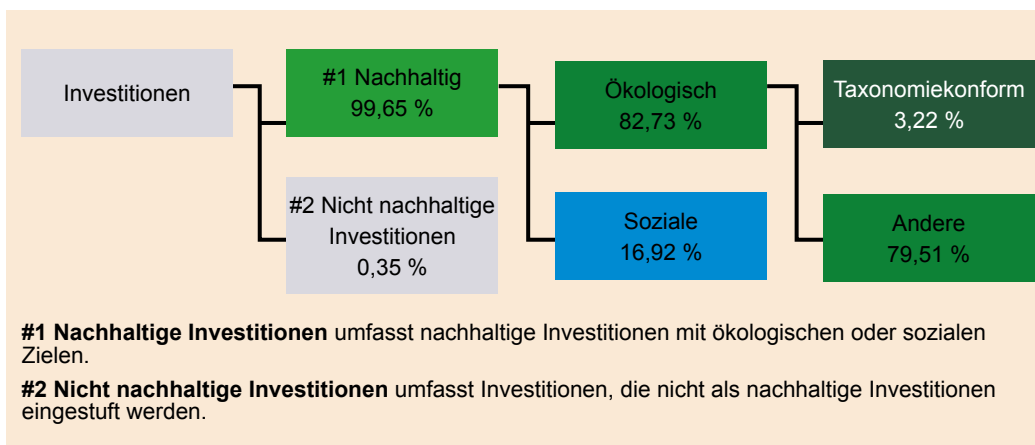 Investitionen
#1 Nachhaltig
99,65 %
Ökologisch
82,73 %
Taxonomiekonform
3,22 %
#2 Nicht nachhaltige
Investitionen
0,35 %
Soziale
16,92 %
Andere
79,51 %
#1 Nachhaltige Investitionen umfasst nachhaltige Investitionen mit ökologischen oder sozialen
Zielen.
#2 Nicht nachhaltige Investitionen umfasst Investitionen, die nicht als nachhaltige Investitionen
eingestuft werden.